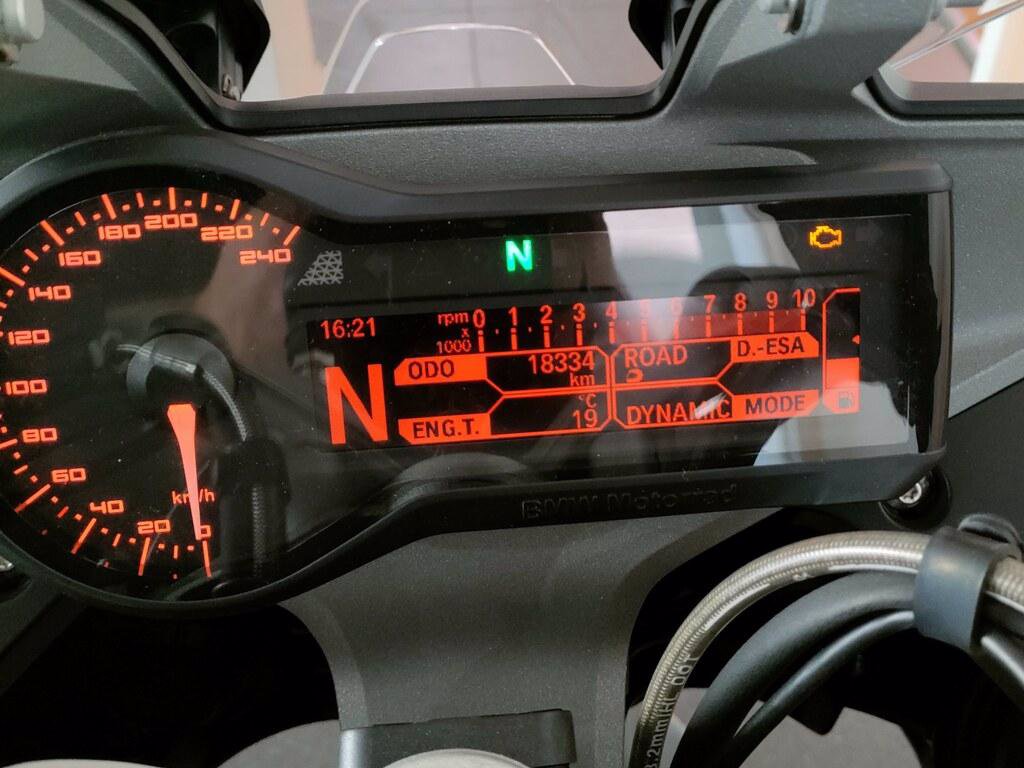 240
220
200
180
160
140
120
100
80
60
40
20
0
km/h
N
16:21
rpm
x
1000
0 1 2 3 4 5 6 7 8 9 10
N
ODO 18334
km
ROAD D.-ESA
ENG.T. °C
19
DYNAMIC MODE
BMW Motorrad